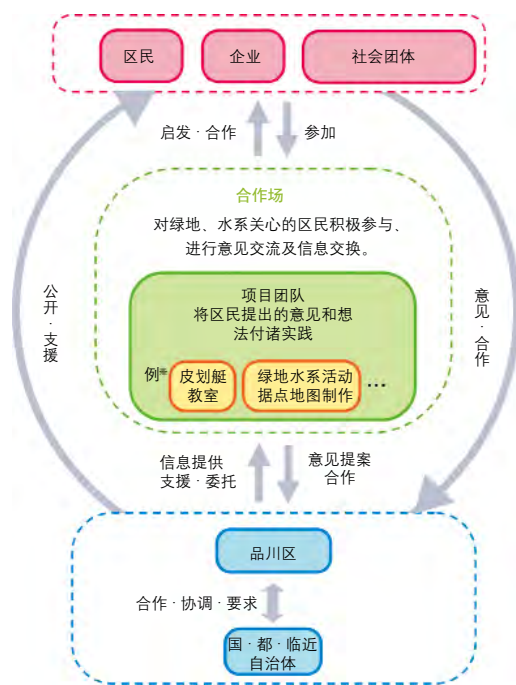 区民
企业
社会团体
启发·合作
参加
合作场
对绿地、水系关心的区民积极参与、
进行意见交流及信息交换。
公开·支援
意见·合作
项目团队
将区民提出的意见和想
法付诸实践
例※
皮划艇
教室
绿地水系活动
据点地图制作
…
信息提供
支援·委托
意见提案
合作
品川区
合作·协调·要求
国·都·临近
自治体